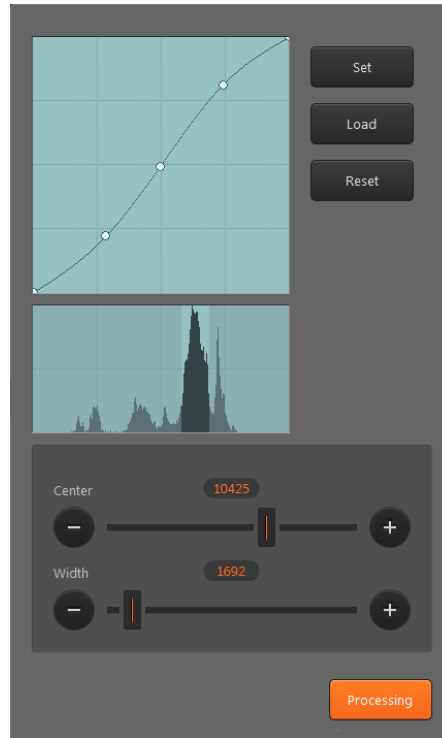 Set
Load
Reset
Center
10425
−
+
Width
1692
−
+
Processing